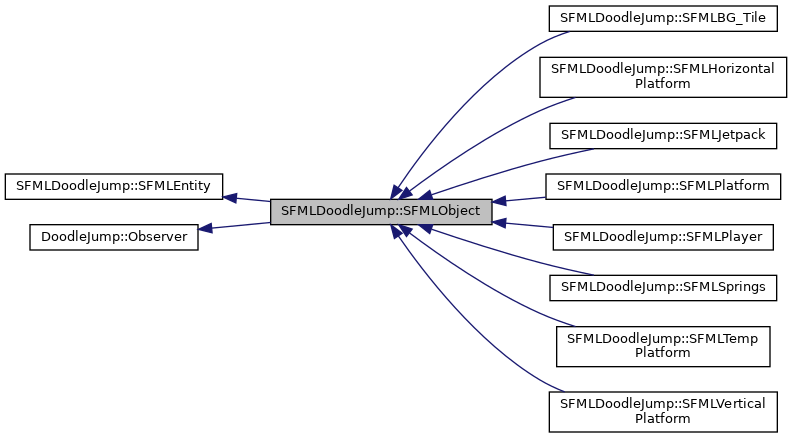 SFMLDoodleJump::SFMLEntity
DoodleJump::Observer
SFMLDoodleJump::SFMLObject
SFMLDoodleJump::SFMLBG_Tile
SFMLDoodleJump::SFMLHorizontal
Platform
SFMLDoodleJump::SFMLJetpack
SFMLDoodleJump::SFMLPlatform
SFMLDoodleJump::SFMLPlayer
SFMLDoodleJump::SFMLSprings
SFMLDoodleJump::SFMLTemp
Platform
SFMLDoodleJump::SFMLVertical
Platform